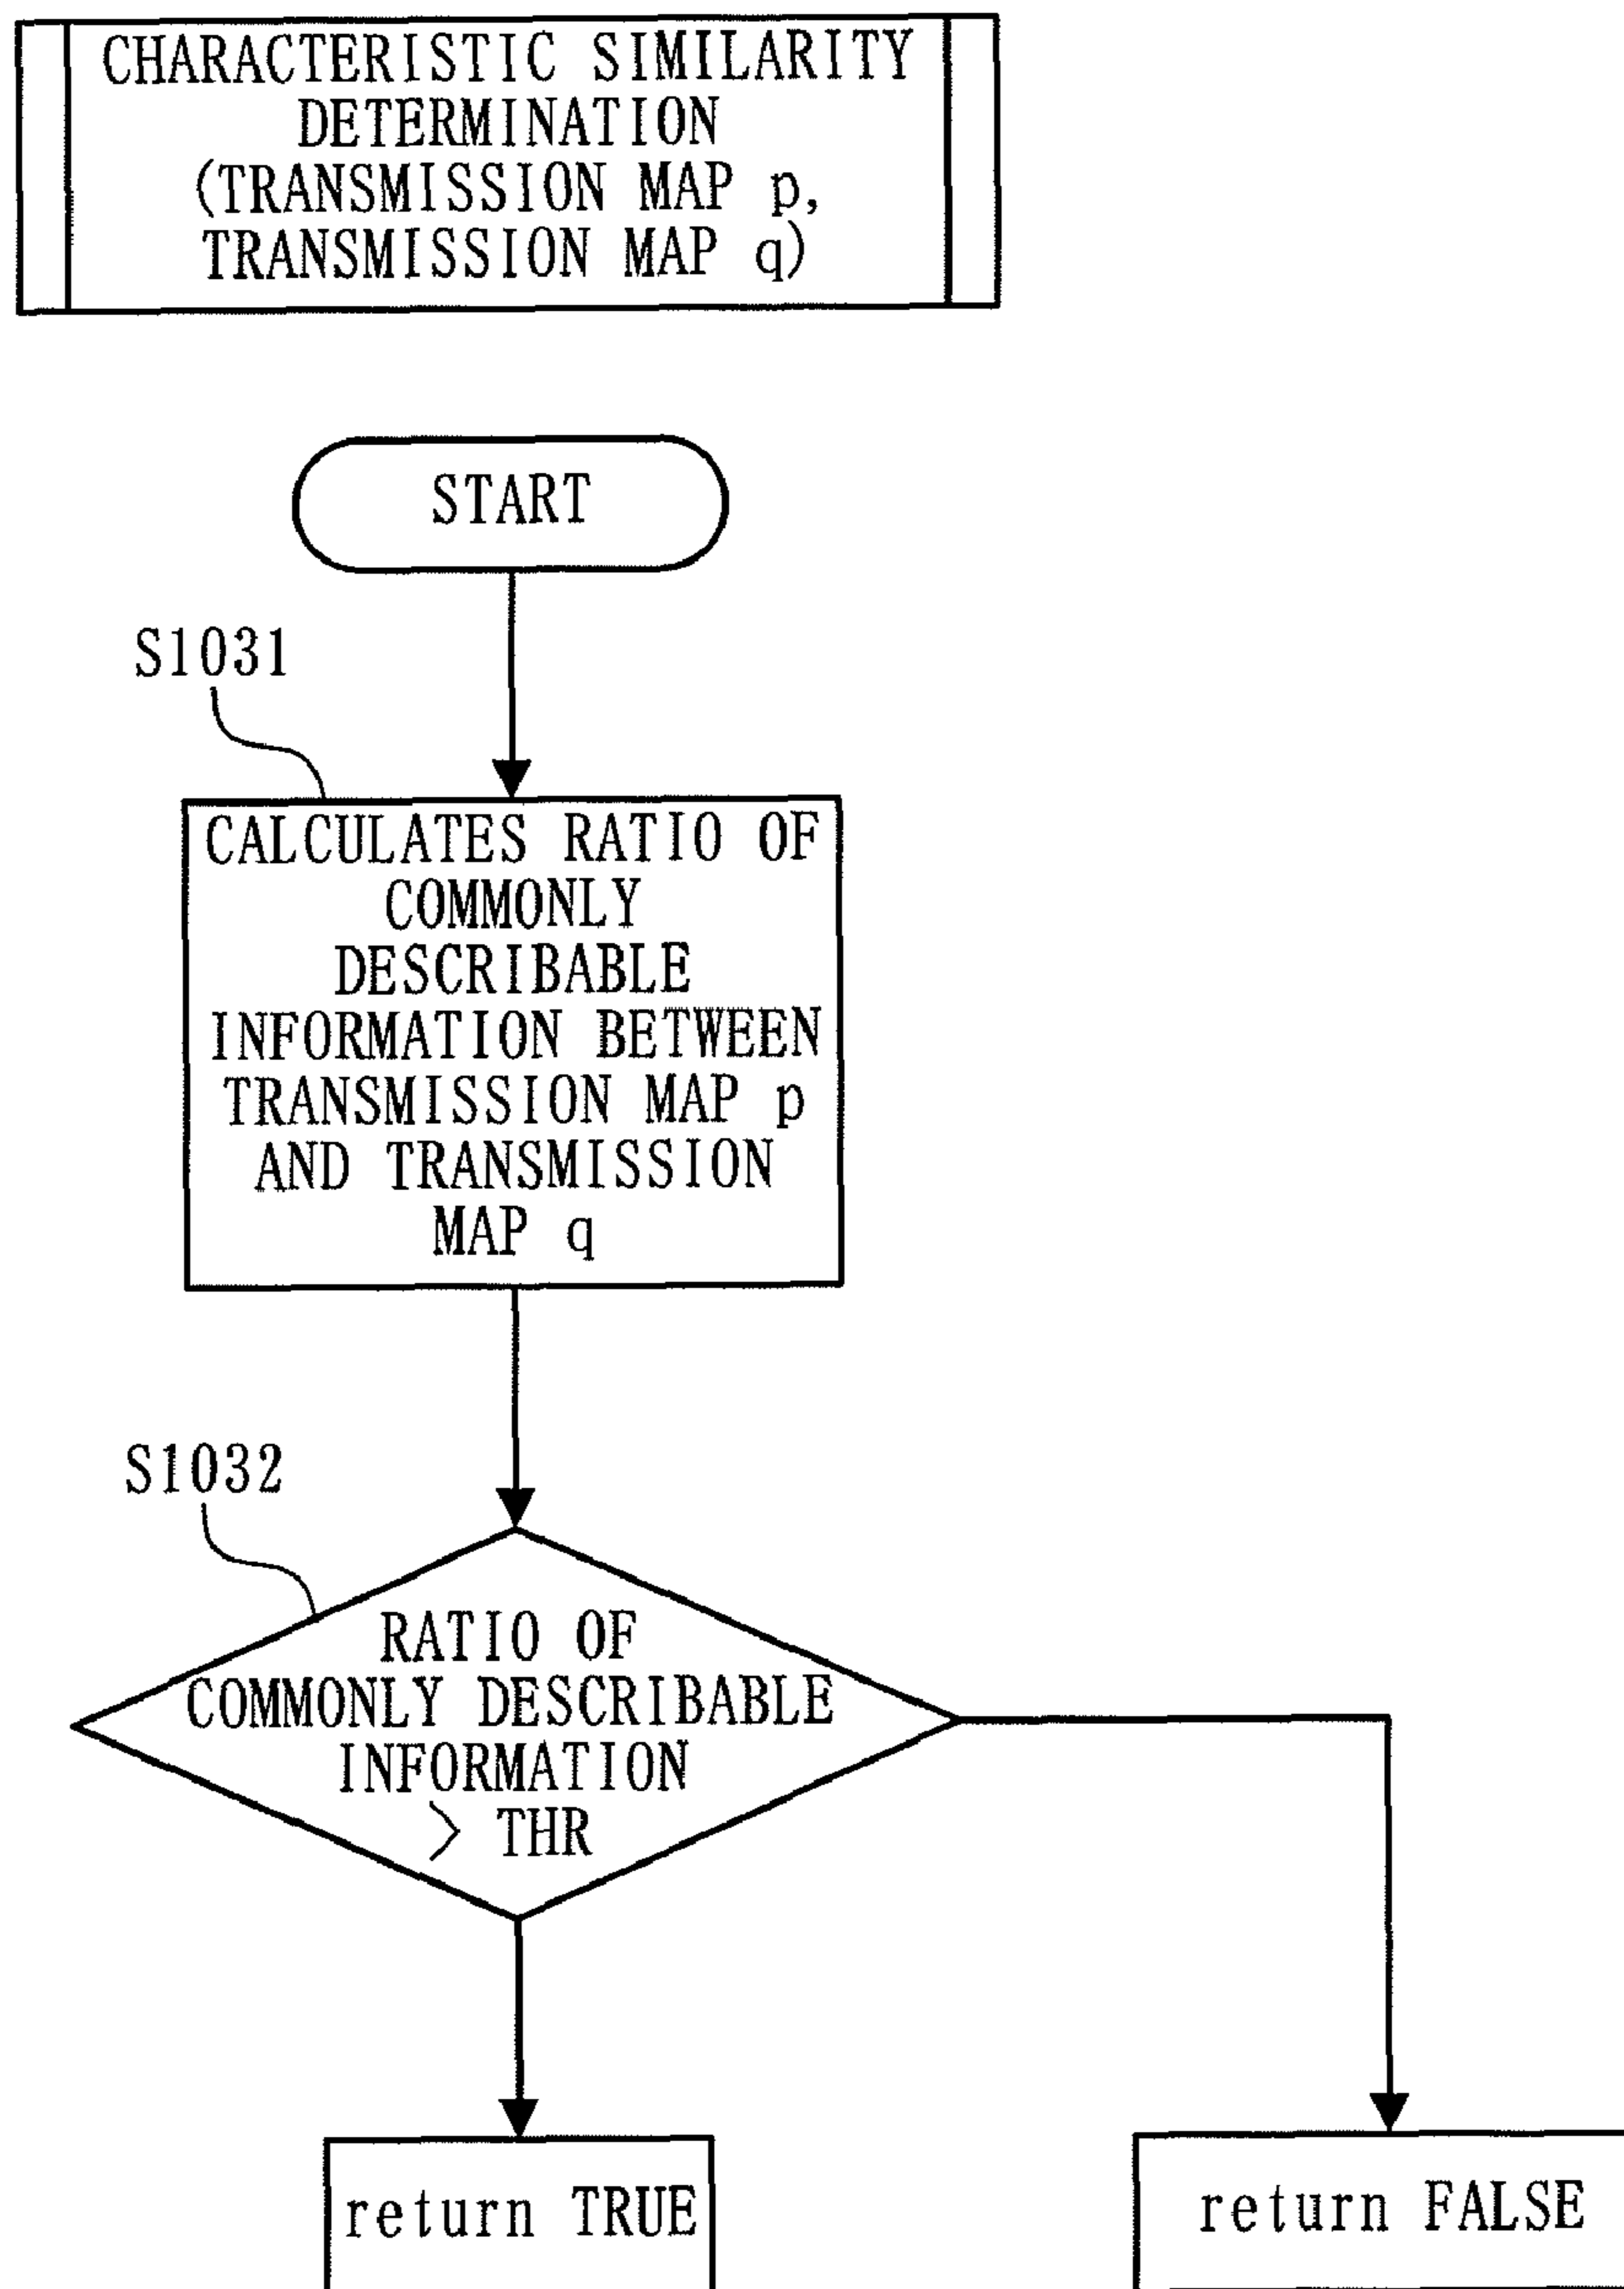 CHARACTERISTIC SIMILARITY
DETERMINATION
(TRANSMISSION MAP p,
TRANSMISSION MAP q)
START
S1031
CALCULATES RATIO OF
COMMONLY
DESCRIBABLE
INFORMATION BETWEEN
TRANSMISSION MAP p
AND TRANSMISSION
MAP q
S1032
RATIO OF
COMMONLY DESCRIBABLE
INFORMATION
> THR
return TRUE
return FALSE